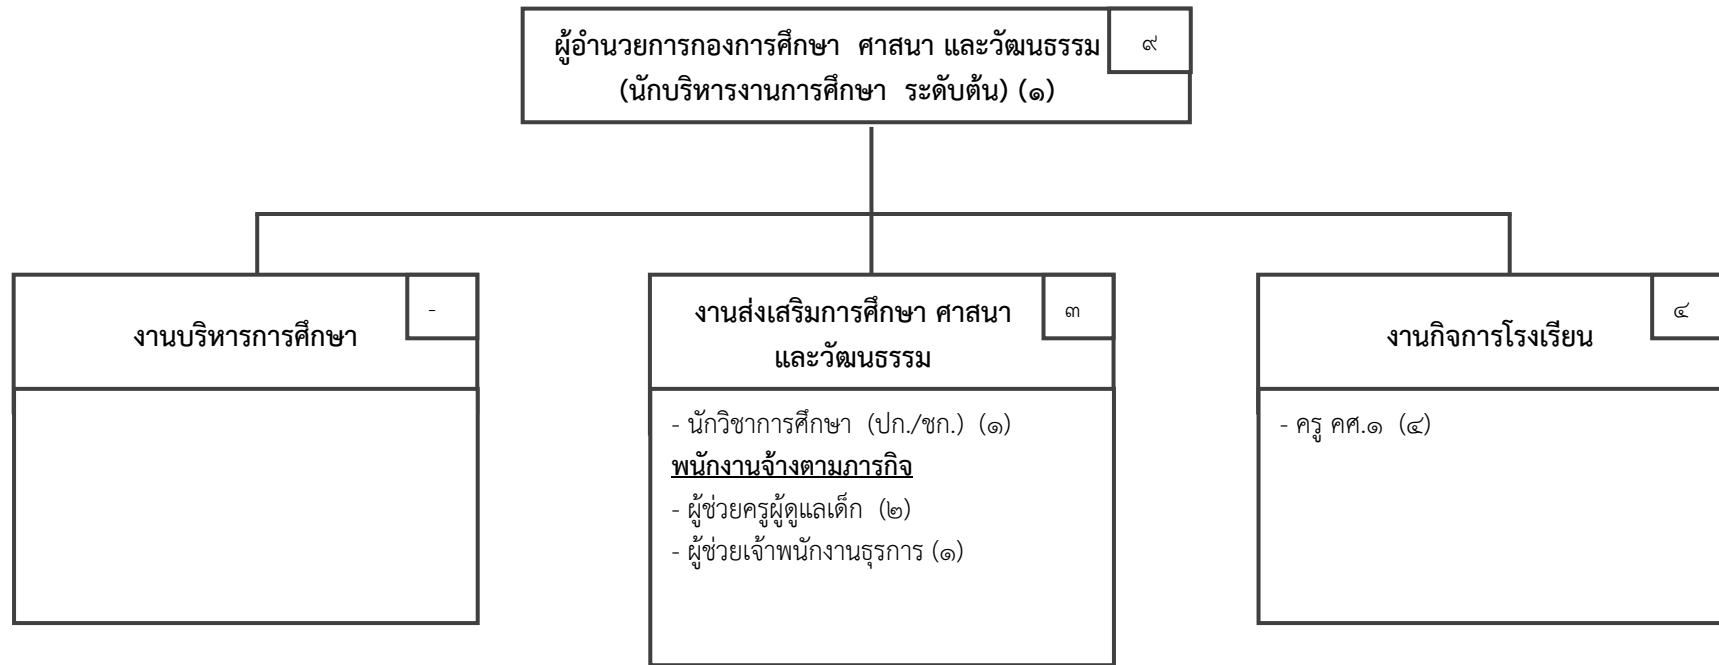 ผู้อำนวยการกองการศึกษา ศาสนา และวัฒนธรรม
(นักบริหารงานการศึกษา ระดับต้น) (๑)
๙
งานบริหารการศึกษา
-
งานส่งเสริมการศึกษา ศาสนา
และวัฒนธรรม
๓
- นักวิชาการศึกษา (ปก./ชก.) (๑)
พนักงานจ้างตามภารกิจ
- ผู้ช่วยครูผู้ดูแลเด็ก (๒)
- ผู้ช่วยเจ้าพนักงานธุรการ (๑)
งานกิจการโรงเรียน
๔
- ครู คศ.๑ (๔)